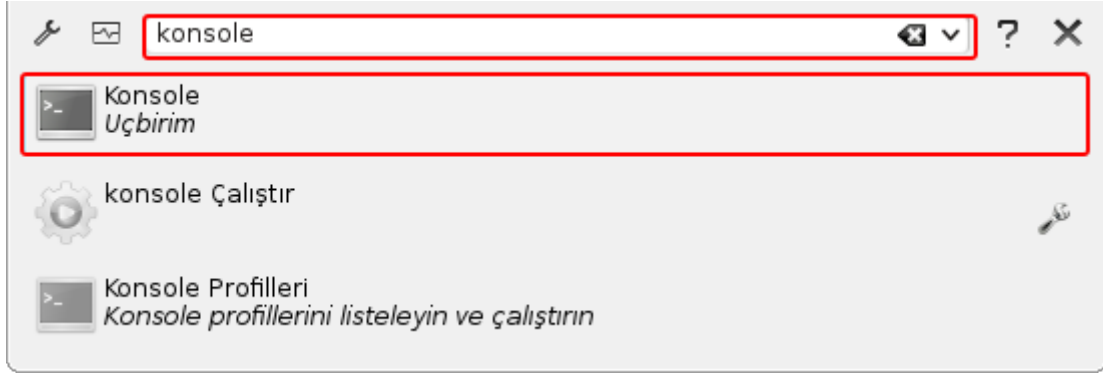 konsole
Konsole
Uçbirim
konsole Çalıştır
Konsole Profilleri
Konsole profillerini listeleyin ve çalıştırın